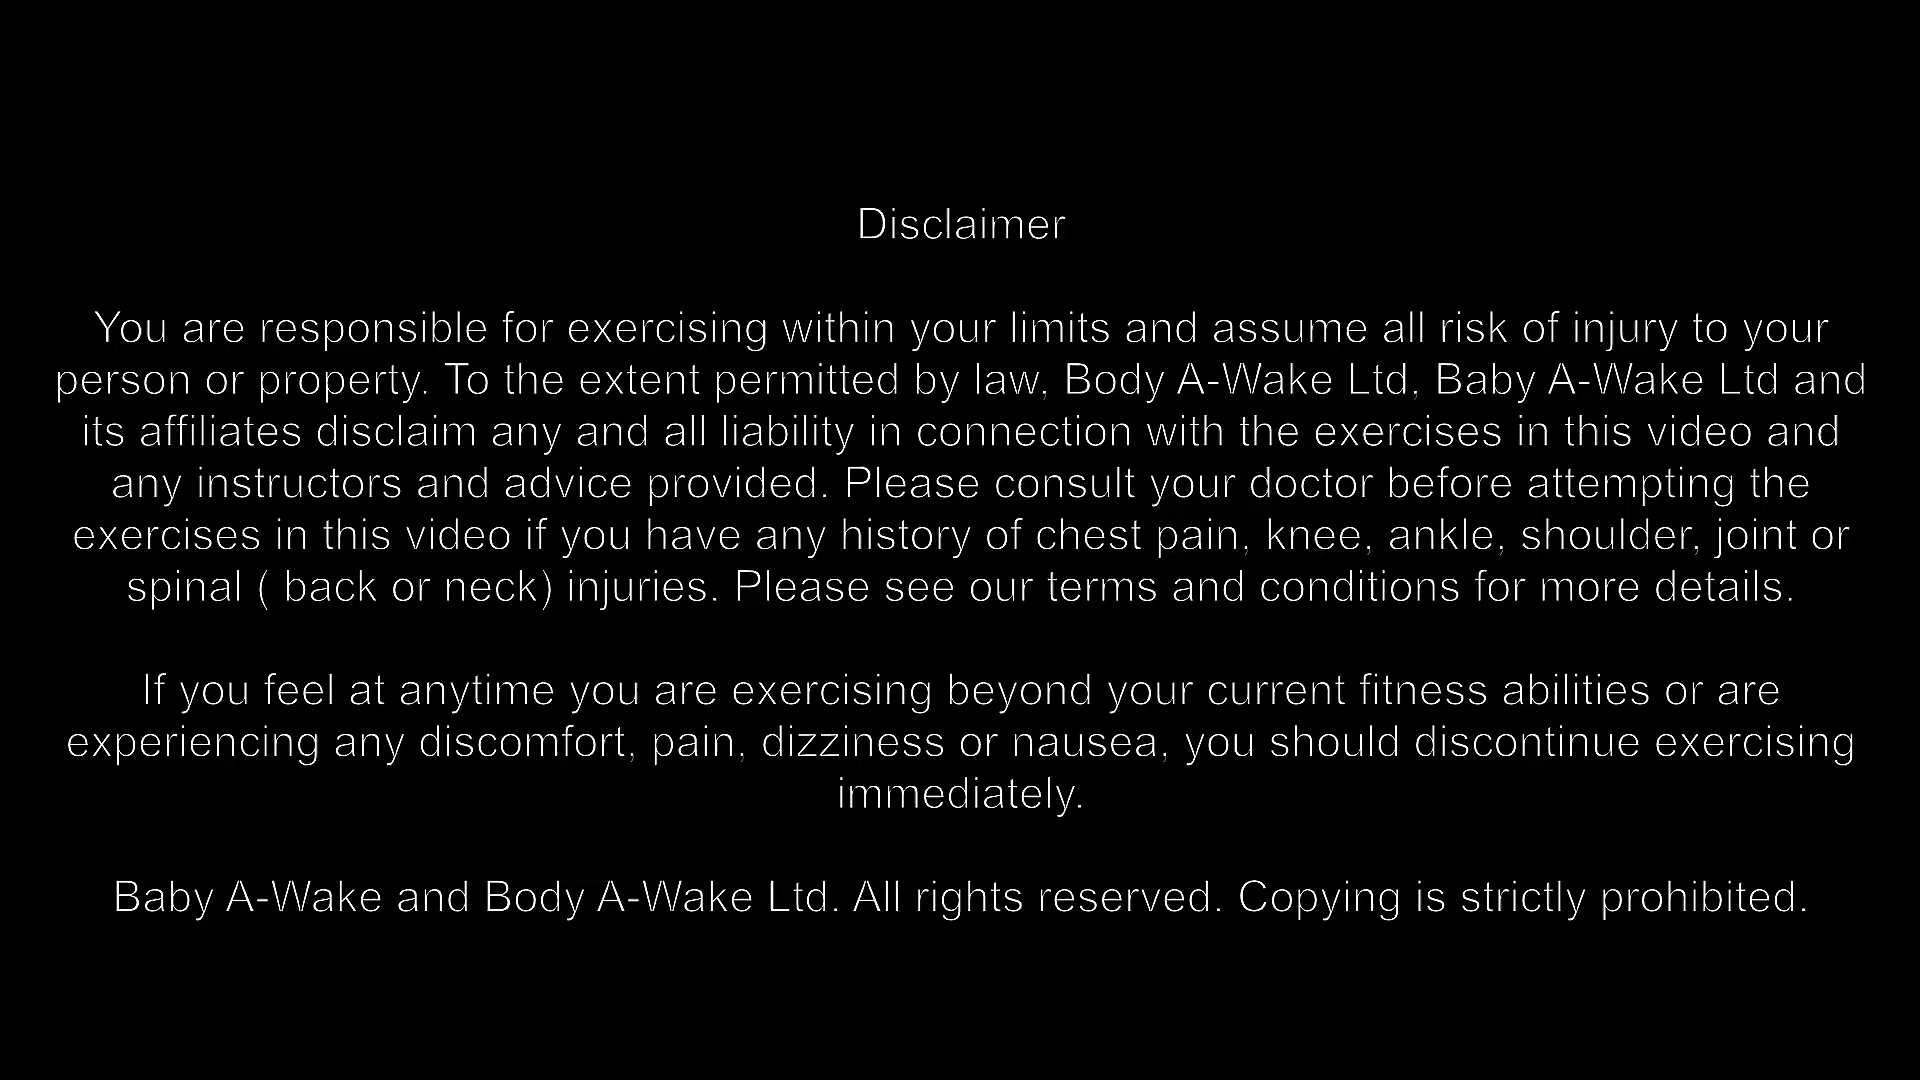 Disclaimer
You are responsible for exercising within your limits and assume all risk of injury to your
person or property. To the extent permitted by law, Body A-Wake Ltd, Baby A-Wake Ltd and
its affiliates disclaim any and all liability in connection with the exercises in this video and
any instructors and advice provided. Please consult your doctor before attempting the
exercises in this video if you have any history of chest pain, knee, ankle, shoulder, joint or
spinal ( back or neck) injuries. Please see our terms and conditions for more details.
If you feel at anytime you are exercising beyond your current fitness abilities or are
experiencing any discomfort, pain, dizziness or nausea, you should discontinue exercising
immediately.
Baby A-Wake and Body A-Wake Ltd. All rights reserved. Copying is strictly prohibited.